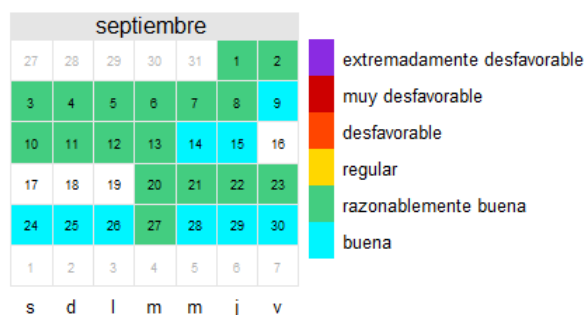 septiembre
27 28 29 30 31 1 2
3 4 5 6 7 8 9
10 11 12 13 14 15 16
17 18 19 20 21 22 23
24 25 26 27 28 29 30
1 2 3 4 5 6 7
s d l m m j v
extremadamente desfavorable
muy desfavorable
desfavorable
regular
razonablemente buena
buena